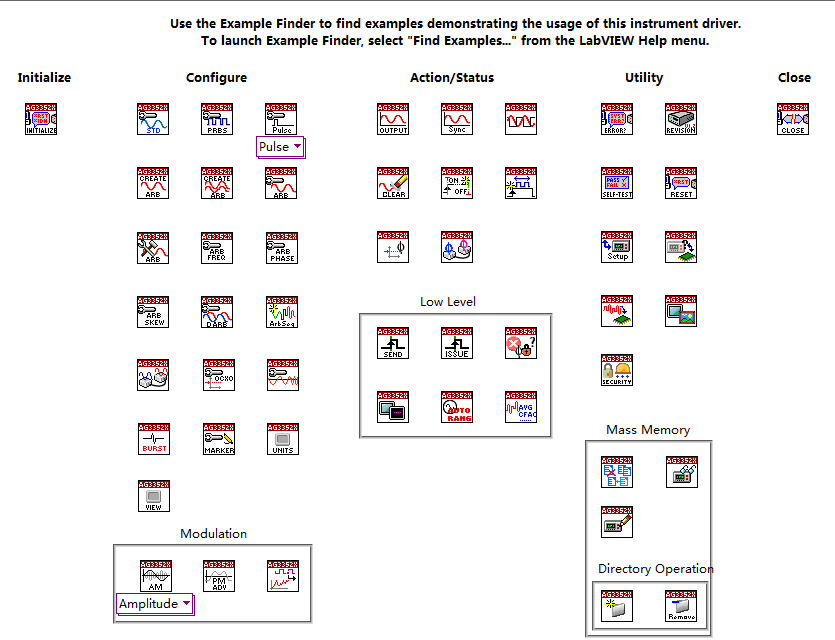 Use the Example Finder to find examples demonstrating the usage of this instrument driver.
To launch Example Finder, select "Find Examples..." from the LabVIEW Help menu.
Initialize Configure Action/Status Utility Close
AG3352X INITIALIZE AG3352X STD AG3352X PRBS AG3352X Pulse AG3352X OUTPUT AG3352X Sync AG3352X AG3352X ERROR? AG3352X REVISION AG3352X CLOSE
Pulse
AG3352X CREATE ARB AG3352X CREATE ARB AG3352X ARB AG3352X CLEAR AG3352X TON OFF AG3352X AG3352X PASS FAIL SELF-TEST AG3352X RESET
AG3352X ARB AG3352X ARB FREQ AG3352X ARB PHASE AG3352X AG3352X AG3352X Setup AG3352X
Low Level
AG3352X ARB SKEW AG3352X DARB AG3352X ArbSeq AG3352X AG3352X
AG3352X SEND AG3352X ISSUE AG3352X ?
AG3352X AG3352X OCXO AG3352X AG3352X SECURITY
AG3352X AG3352X AUTO RANG AG3352X AVG CFAC
AG3352X BURST AG3352X MARKER AG3352X UNITS
Mass Memory
AG3352X AG3352X
AG3352X VIEW
AG3352X
Modulation
Directory Operation
AG3352X AM AG3352X PM ADV AG3352X
Amplitude
AG3352X AG3352X Remove